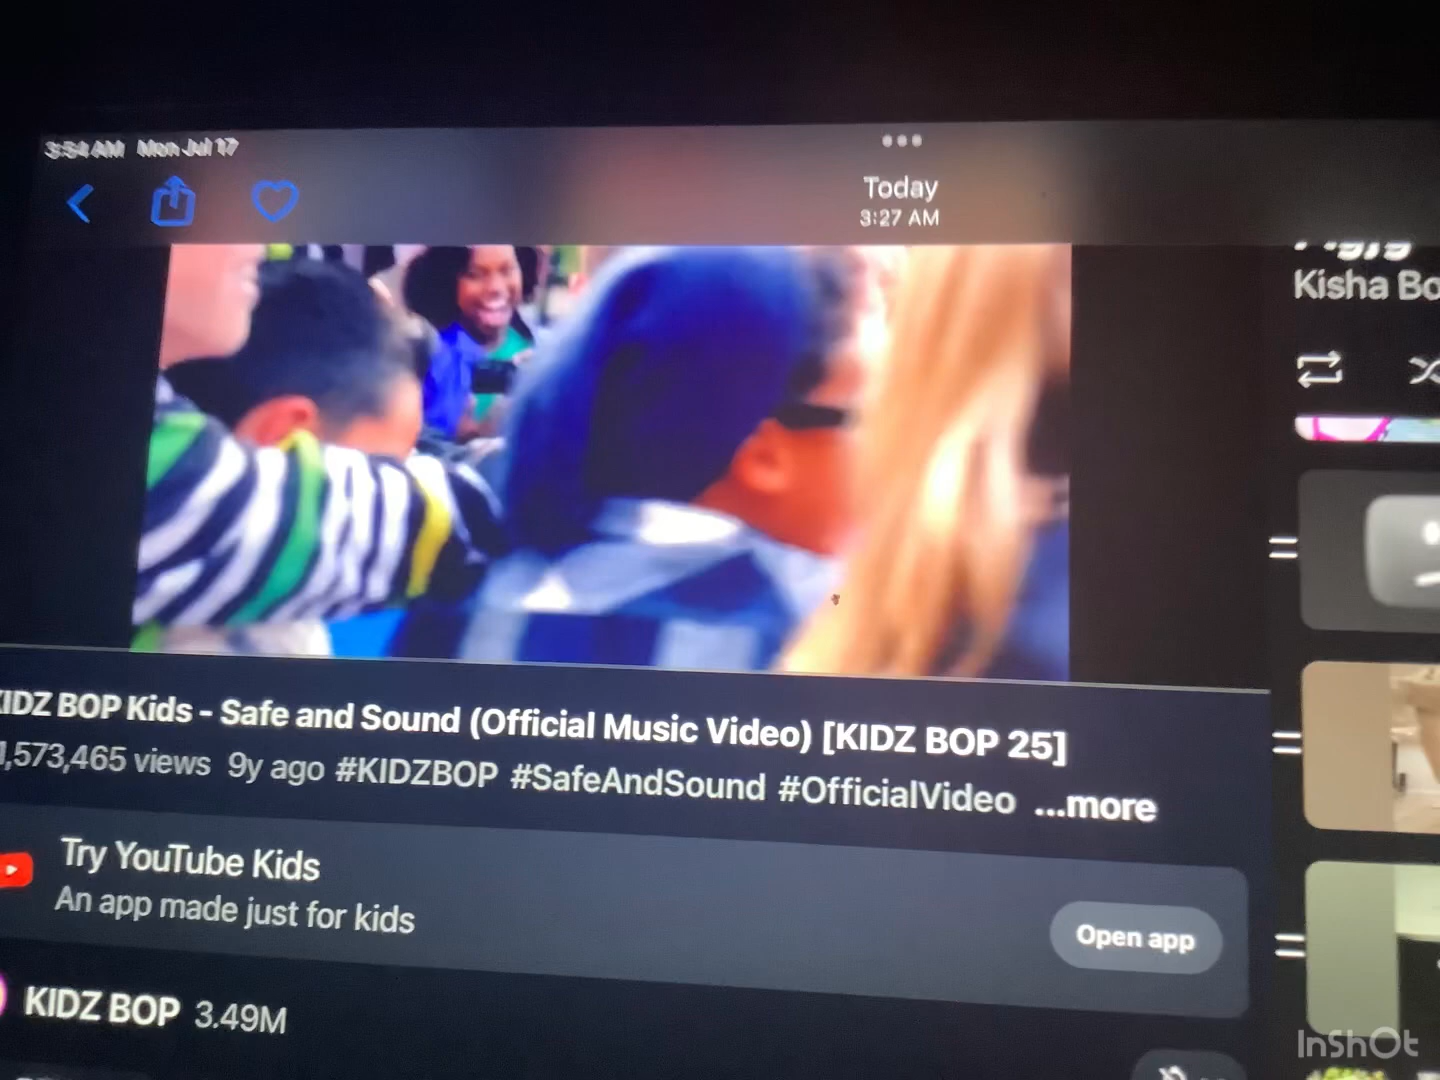 3:54 AM Mon Jul 17
Today
3:27 AM
Kisha Bo
KIDZ BOP Kids - Safe and Sound (Official Music Video) [KIDZ BOP 25]
1,573,465 views 9y ago #KIDZBOP #SafeAndSound #OfficialVideo ...more
Try YouTube Kids
An app made just for kids
Open app
KIDZ BOP 3.49M
InShOt